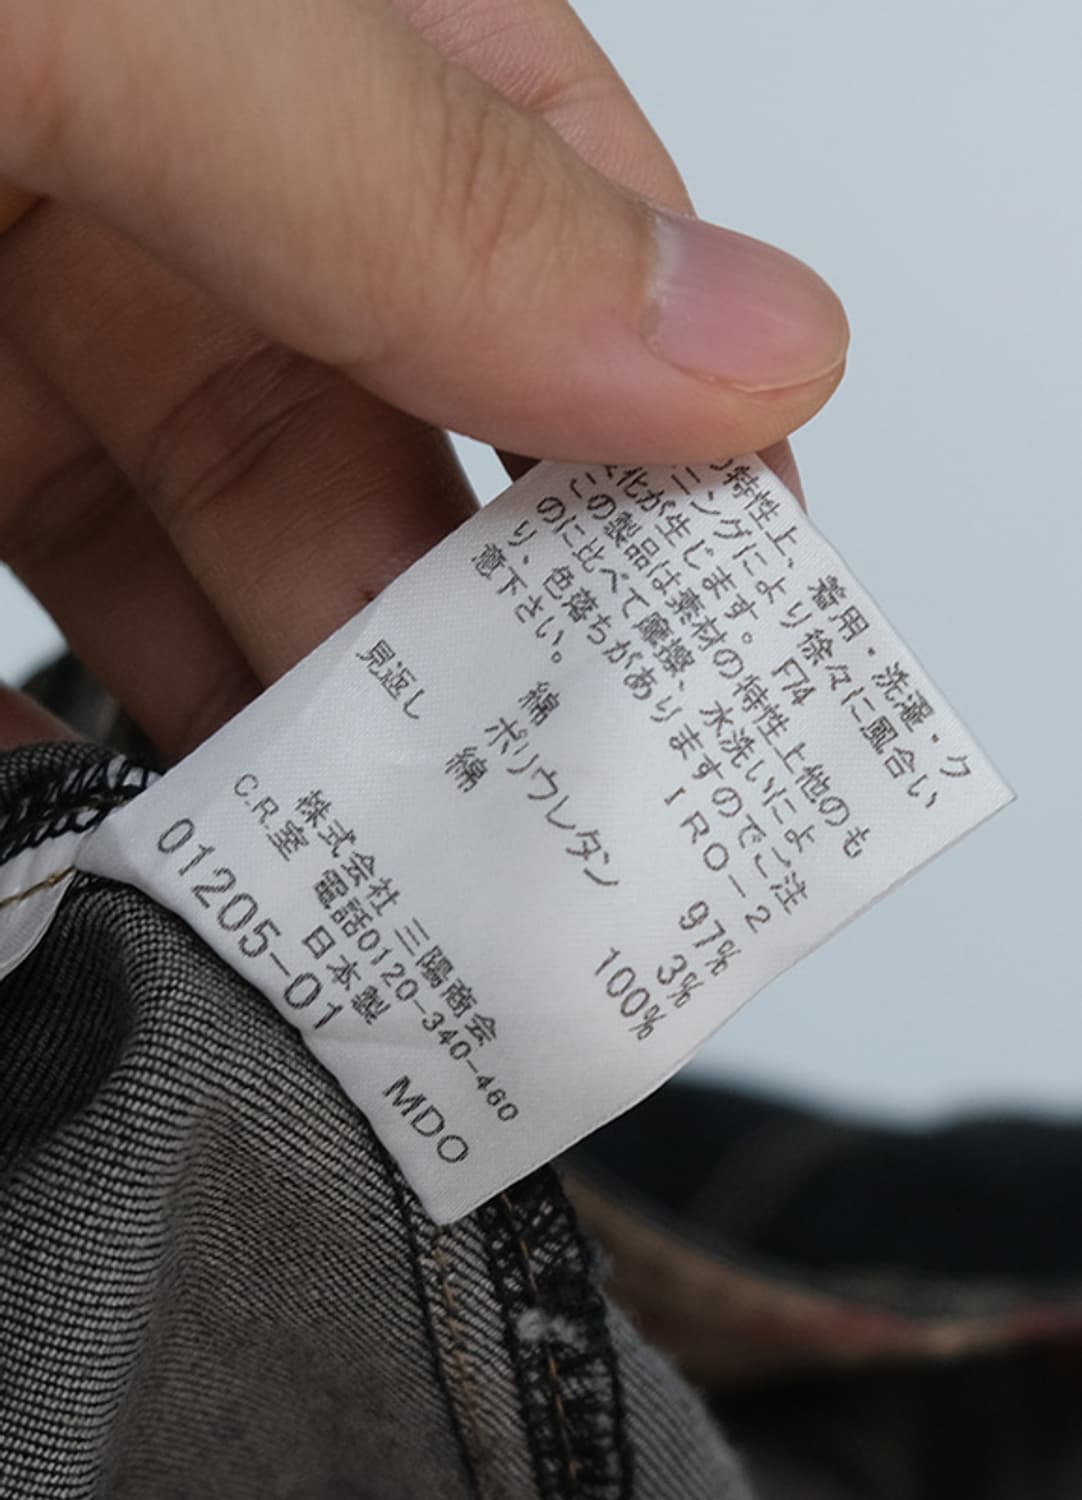 の特性上、着用・洗濯・ク
ニングにより徐々に風合い
化が生じます。 F74
この製品は素材の特性上他のも
のに比べて摩擦、水洗いによ
り、色落ちがありますのでご注
意下さい。 IRO-2
綿 97%
ポリウレタン 3%
見返し 綿 100%
株式会社 三陽商会
C.R.室 電話0120-340-460
日本製
01205-01 MDO